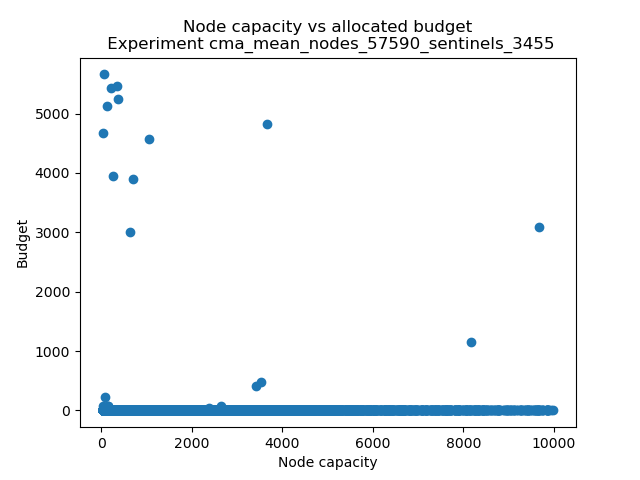 Node capacity vs allocated budget
Experiment cma_mean_nodes_57590_sentinels_3455
Budget
5000
4000
3000
2000
1000
0
0 2000 4000 6000 8000 10000
Node capacity